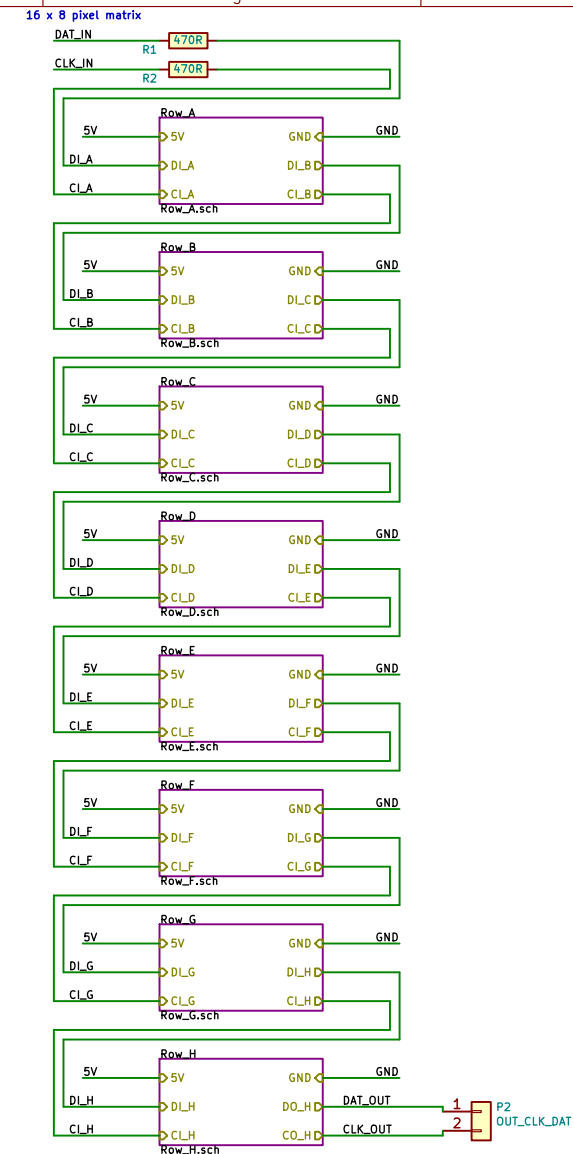 16 x 8 pixel matrix
DAT_IN
R1
470R
CLK_IN
R2
470R
Row_A
5V
5V
GND
GND
DI_A
DI_A
DI_B
CI_A
CI_A
CI_B
Row_A.sch
Row_B
5V
5V
GND
GND
DI_B
DI_B
DI_C
CI_B
CI_B
CI_C
Row_B.sch
Row_C
5V
5V
GND
GND
DI_C
DI_C
DI_D
CI_C
CI_C
CI_D
Row_C.sch
Row_D
5V
5V
GND
GND
DI_D
DI_D
DI_E
CI_D
CI_D
CI_E
Row_D.sch
Row_E
5V
5V
GND
GND
DI_E
DI_E
DI_F
CI_E
CI_E
CI_F
Row_E.sch
Row_F
5V
5V
GND
GND
DI_F
DI_F
DI_G
CI_F
CI_F
CI_G
Row_F.sch
Row_G
5V
5V
GND
GND
DI_G
DI_G
DI_H
CI_G
CI_G
CI_H
Row_G.sch
Row_H
5V
5V
GND
GND
DI_H
DI_H
DO_H
DAT_OUT
1
P2
CI_H
CI_H
CO_H
CLK_OUT
2
OUT_CLK_DAT
Row_H.sch